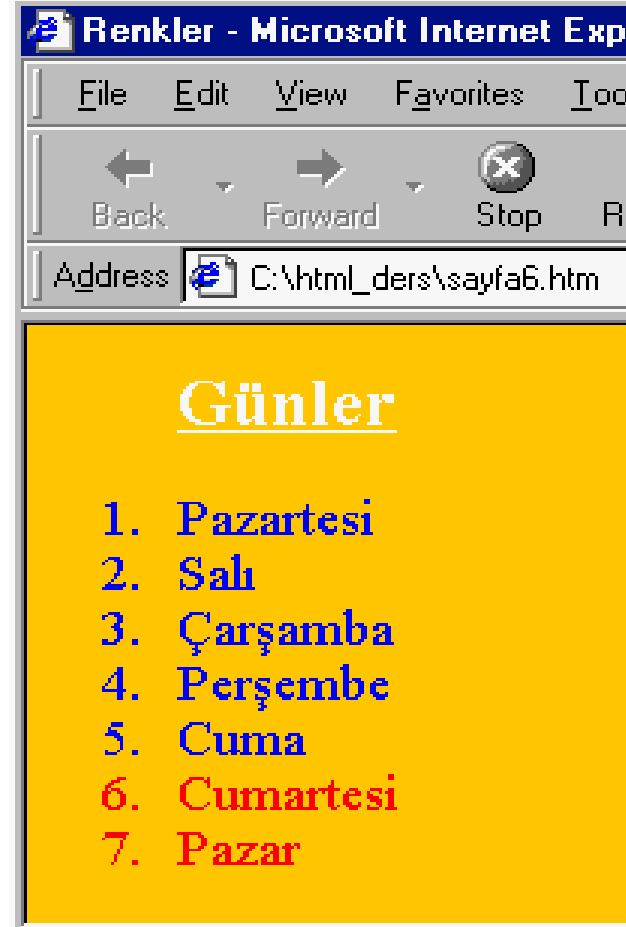 Renkler - Microsoft Internet Exp
File Edit View Favorites Too
Back Forward Stop R
Address C:\html_ders\sayfa6.htm
Günler
1. Pazartesi
2. Salı
3. Çarşamba
4. Perşembe
5. Cuma
6. Cumartesi
7. Pazar